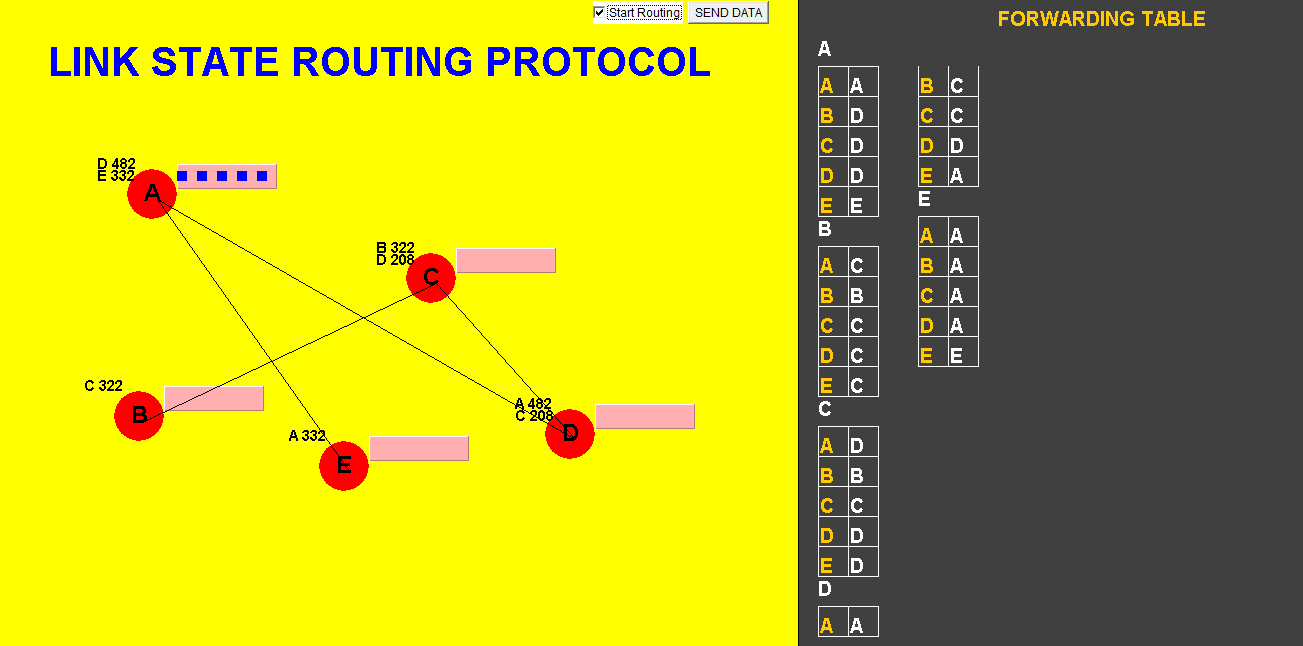 Start Routing SEND DATA
LINK STATE ROUTING PROTOCOL
D 482
E 332
A
B 322
D 208
C
C 322
B
A 332
E
A 482
C 208
D
FORWARDING TABLE
A
A A
B D
C D
D D
E E
B
A C
B B
C C
D C
E C
C
A D
B B
C C
D D
E D
D
A A
B C
C C
D D
E A
E
A A
B A
C A
D A
E E